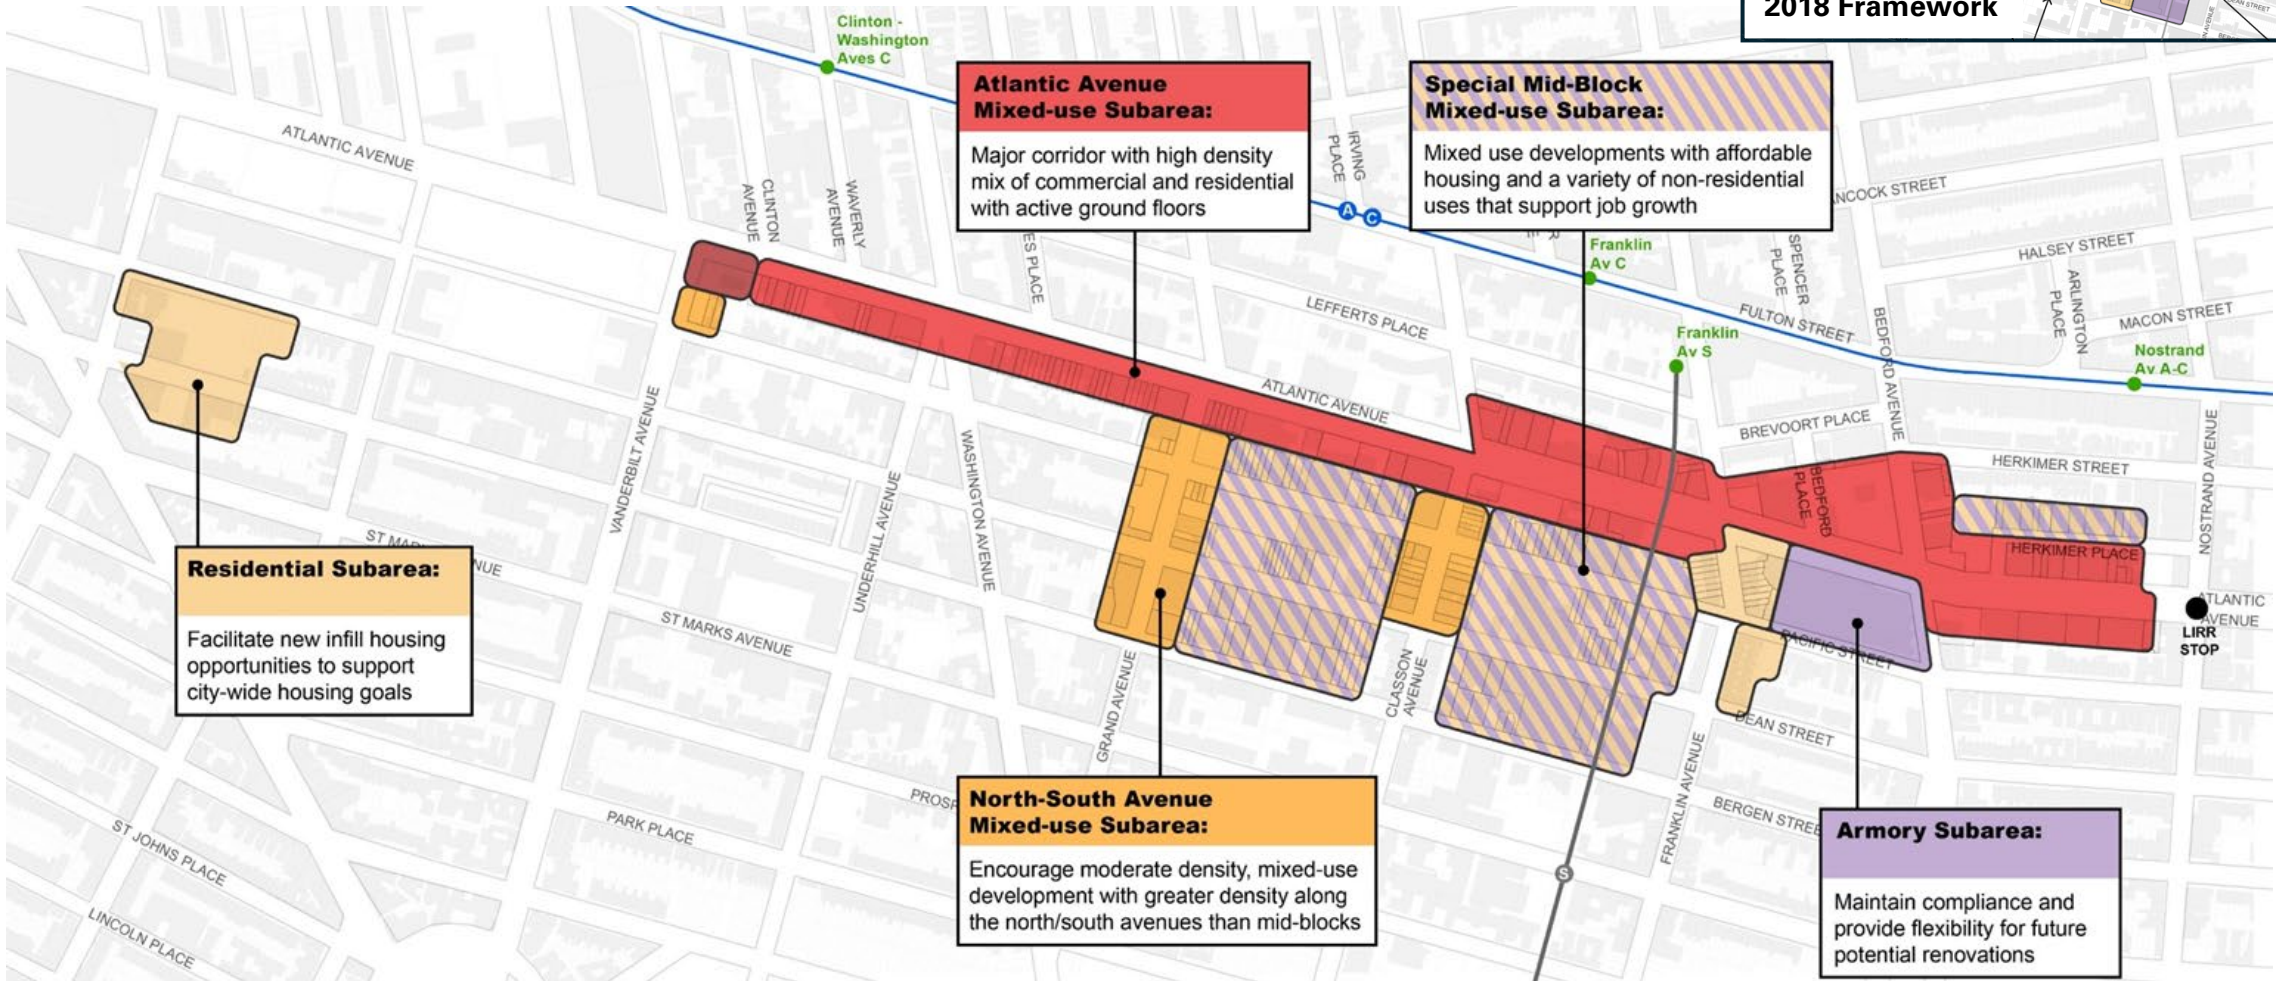 2018 Framework
Clinton -
Washington
Aves C
Atlantic Avenue
Mixed-use Subarea:
Major corridor with high density
mix of commercial and residential
with active ground floors
Special Mid-Block
Mixed-use Subarea:
Mixed use developments with affordable
housing and a variety of non-residential
uses that support job growth
ATLANTIC AVENUE
CLINTON
AVENUE
WAVERLY
AVENUE
ES PLACE
IRVING
PLACE
A C
Franklin
Av C
SPENCER
PLACE
NCOCK STREET
HALSEY STREET
ARLINGTON
PLACE
MACON STREET
LEFFERTS PLACE
FULTON STREET
BEDFORD AVENUE
Franklin
Av S
Nostrand
Av A-C
ATLANTIC AVENUE
BREVOORT PLACE
HERKIMER STREET
NOSTRAND AVENUE
BEDFORD
PLACE
HERKIMER PLACE
ATLANTIC
AVENUE
LIRR
STOP
VANDERBILT AVENUE
UNDERHILL AVENUE
WASHINGTON AVENUE
Residential Subarea:
Facilitate new infill housing
opportunities to support
city-wide housing goals
ST MARKS AVENUE
GRAND AVENUE
CLASSON
AVENUE
PACIFIC STREET
DEAN STREET
FRANKLIN AVENUE
BERGEN STREE
North-South Avenue
Mixed-use Subarea:
Encourage moderate density, mixed-use
development with greater density along
the north/south avenues than mid-blocks
PROSP
PARK PLACE
ST JOHNS PLACE
LINCOLN PLACE
S
Armory Subarea:
Maintain compliance and
provide flexibility for future
potential renovations